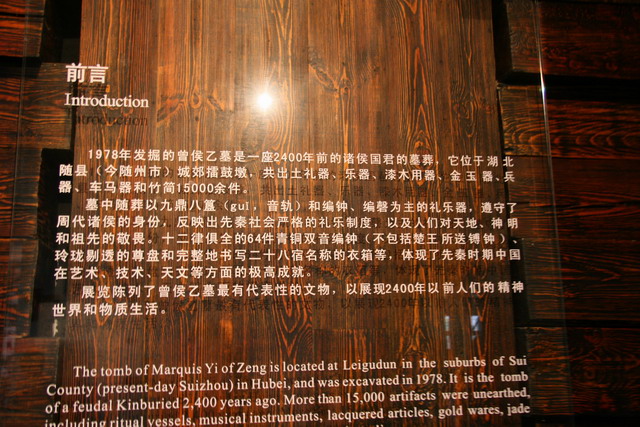 前言
Introduction
1978年发掘的曾侯乙墓是一座2400年前的诸侯国君的墓葬，它位于湖北
随县（今随州市）城郊擂鼓墩，共出土礼器、乐器、漆木用器、金玉器、兵
器、车马器和竹简15000余件。
墓中随葬以九鼎八簋（guǐ，音轨）和编钟、编磬为主的礼乐器，遵守了
周代诸侯的身份，反映出先秦社会严格的礼乐制度，以及人们对天地、神明
和祖先的敬畏。十二律俱全的64件青铜双音编钟（不包括楚王所送镈钟）、
玲珑剔透的尊盘和完整地书写二十八宿名称的衣箱等，体现了先秦时期中国
在艺术、技术、天文等方面的极高成就。
展览陈列了曾侯乙墓最有代表性的文物，以展现2400年以前人们的精神
世界和物质生活。
The tomb of Marquis Yi of Zeng is located at Leigudun in the suburbs of Sui
County (present-day Suizhou) in Hubei, and was excavated in 1978. It is the tomb
of a feudal Kinburied 2,400 years ago. More than 15,000 artifacts were unearthed,
including ritual vessels, musical instruments, lacquered articles, gold wares, jade